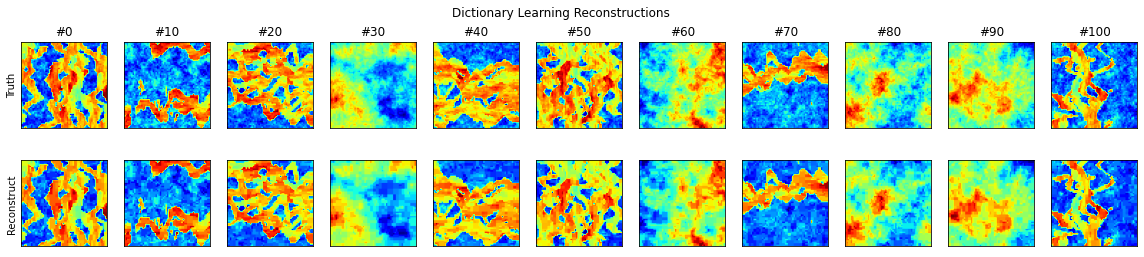 Dictionary Learning Reconstructions
#0 #10 #20 #30 #40 #50 #60 #70 #80 #90 #100
Truth
Reconstruct